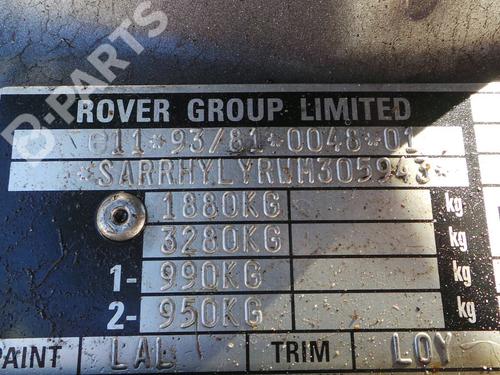 B-PARTS
ROVER GROUP LIMITED
e11*93/81*0048*01
*SARRHYLYRWM305943*
1880KG kg
3280KG kg
1- 990KG kg
2- 950KG kg
PAINT LAL TRIM LOY